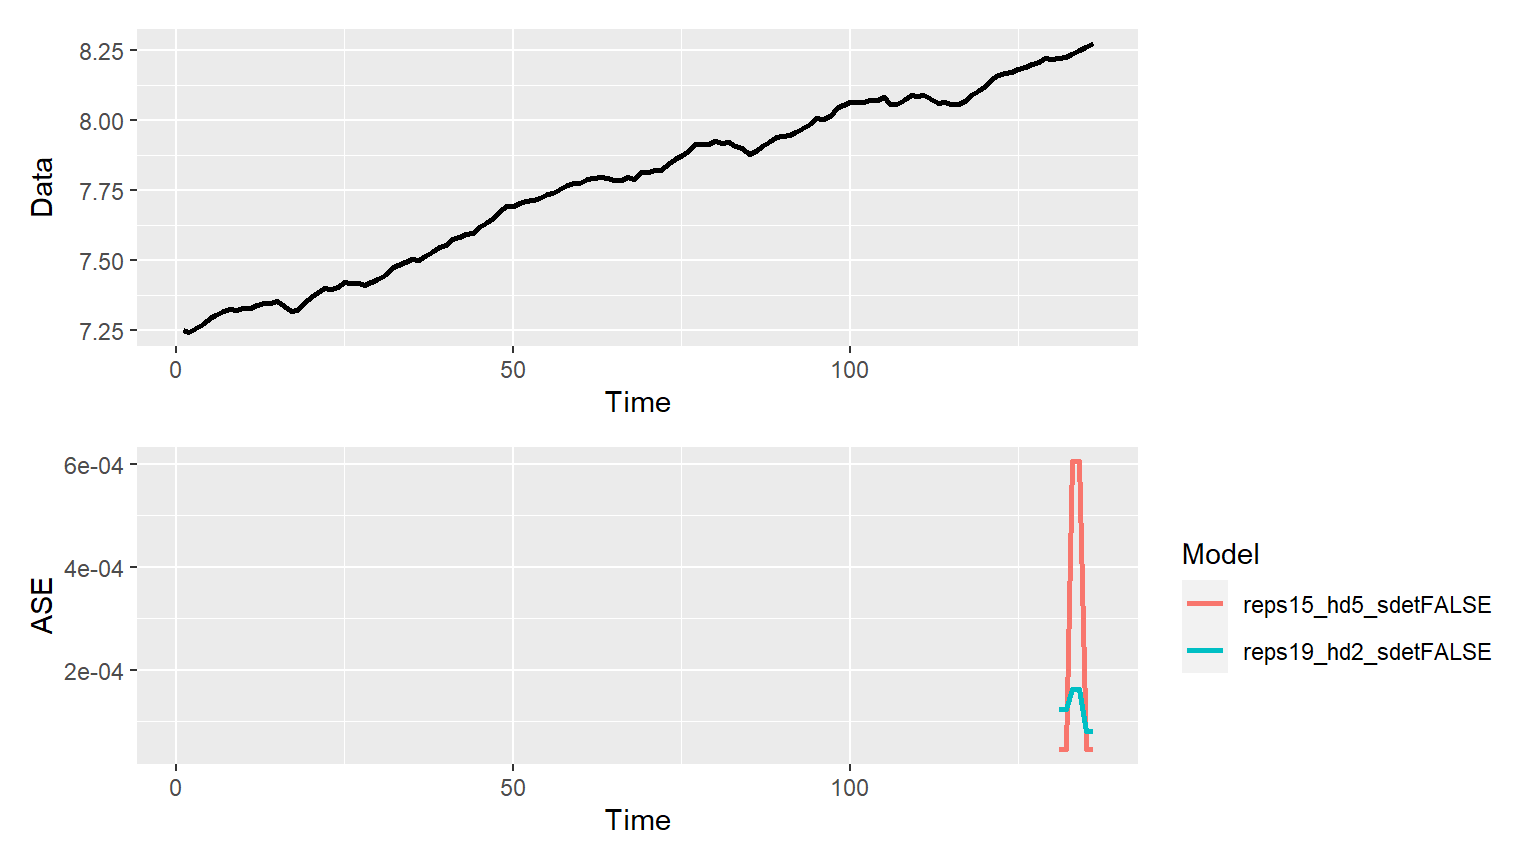 Data
8.25
8.00
7.75
7.50
7.25
0 50 100
Time
ASE
6e-04
4e-04
2e-04
0 50 100
Time
Model
reps15_hd5_sdetFALSE
reps19_hd2_sdetFALSE